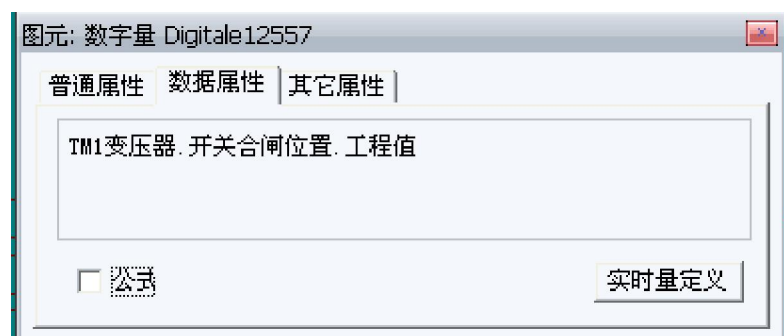 图元: 数字量 Digitale12557
普通属性 数据属性 其它属性
TM1变压器.开关合闸位置.工程值
公式 实时量定义